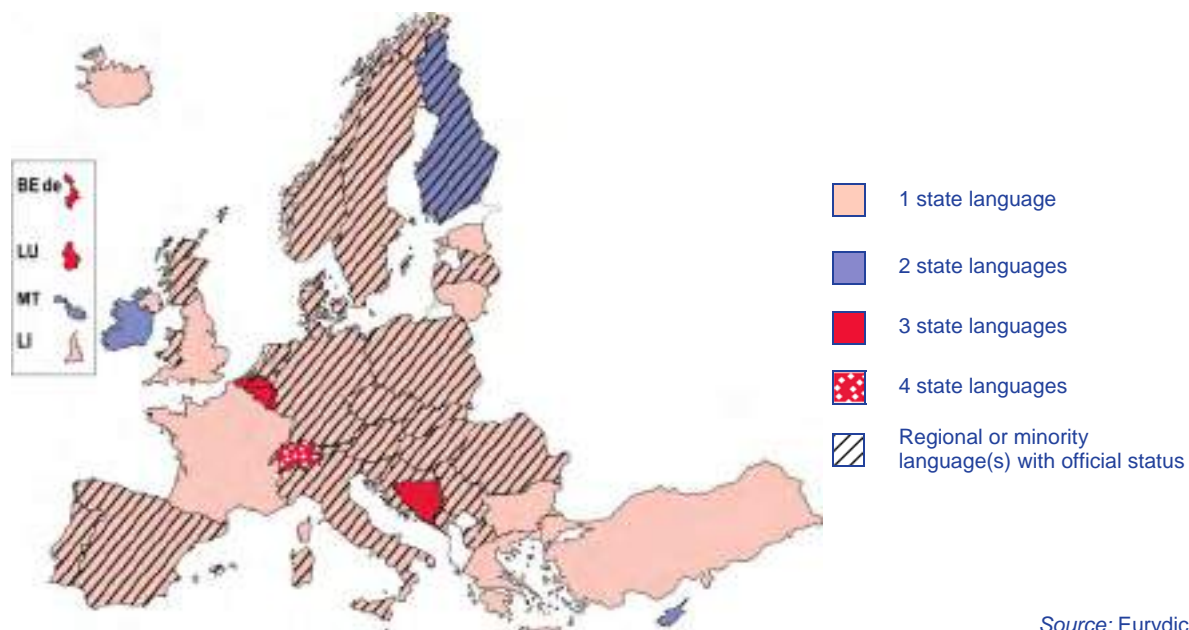 BE de
LU
MT
LI
1 state language
2 state languages
3 state languages
4 state languages
Regional or minority
language(s) with official status
Source: Eurydic